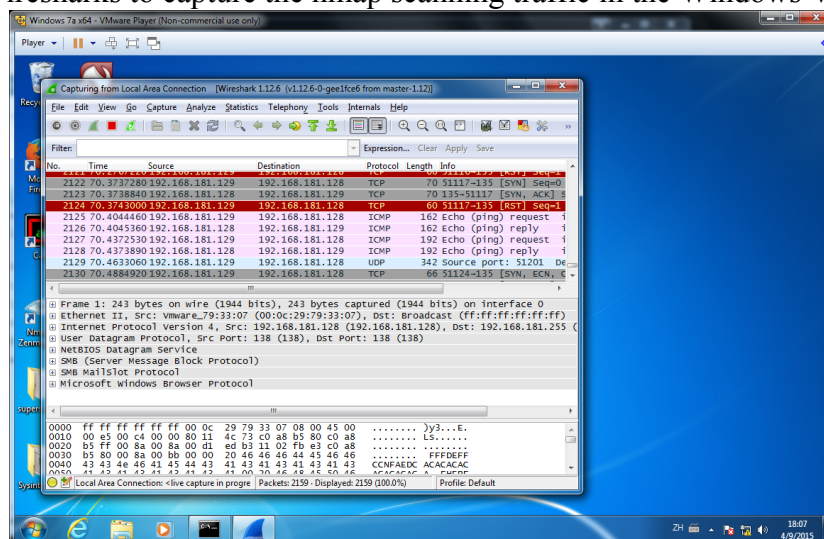 iresharks to capture the nmap scanning traffic in the Windows
Windows 7a x64 - VMware Player (Non-commercial use only)
Player
Capturing from Local Area Connection [Wireshark 1.12.6 (v1.12.6-0-gee1fce6 from master-1.12)]
File Edit View Go Capture Analyze Statistics Telephony Tools Internals Help
Filter: Expression... Clear Apply Save
No. Time Source Destination Protocol Length Info
2122 70.3737280 192.168.181.129 192.168.181.128 TCP 70 51117→135 [SYN] Seq=0
2123 70.3738840 192.168.181.128 192.168.181.129 TCP 70 135→51117 [SYN, ACK] S
2124 70.3743000 192.168.181.129 192.168.181.128 TCP 60 51117→135 [RST] Seq=1
2125 70.4044460 192.168.181.129 192.168.181.128 ICMP 162 Echo (ping) request i
2126 70.4045360 192.168.181.128 192.168.181.129 ICMP 162 Echo (ping) reply i
2127 70.4372530 192.168.181.129 192.168.181.128 ICMP 192 Echo (ping) request i
2128 70.4373890 192.168.181.128 192.168.181.129 ICMP 192 Echo (ping) reply i
2129 70.4633060 192.168.181.129 192.168.181.128 UDP 342 Source port: 51201 De
2130 70.4884920 192.168.181.129 192.168.181.128 TCP 66 51124→135 [SYN, ECN, C
Frame 1: 243 bytes on wire (1944 bits), 243 bytes captured (1944 bits) on interface 0
Ethernet II, Src: Vmware_79:33:07 (00:0c:29:79:33:07), Dst: Broadcast (ff:ff:ff:ff:ff:ff)
Internet Protocol Version 4, Src: 192.168.181.128 (192.168.181.128), Dst: 192.168.181.255 (
User Datagram Protocol, Src Port: 138 (138), Dst Port: 138 (138)
NetBIOS Datagram Service
SMB (Server Message Block Protocol)
SMB MailSlot Protocol
Microsoft Windows Browser Protocol
0000 ff ff ff ff ff ff 00 0c 29 79 33 07 08 00 45 00 ........ )y3...E.
0010 00 e5 00 c4 00 00 80 11 4c 73 c0 a8 b5 80 c0 a8 ........ Ls......
0020 b5 ff 00 8a 00 8a 00 d1 ed b3 11 02 fb e3 c0 a8 ........ ........
0030 b5 80 00 8a 00 bb 00 00 20 46 46 46 44 45 46 46 ........ FFFDEFF
0040 43 43 4e 46 41 45 44 43 41 43 41 43 41 43 41 43 CCNFAEDC ACACACAC
Local Area Connection: <live capture in progre Packets: 2159 · Displayed: 2159 (100.0%) Profile: Default
ZH
18:07
4/9/2015